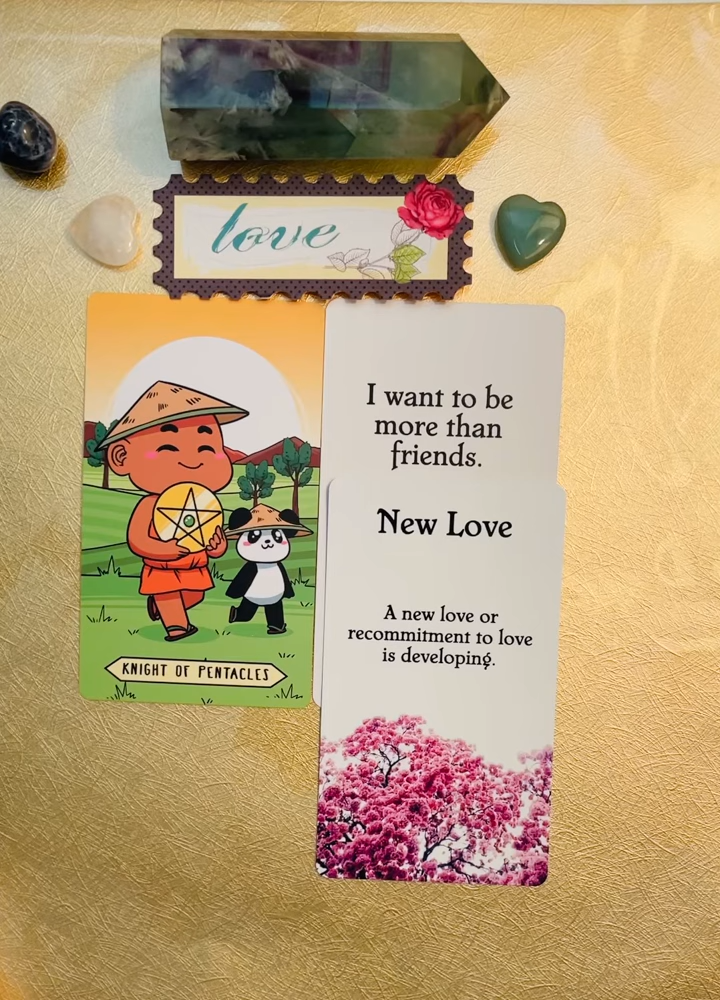 love
I want to be
more than
friends.
New Love
A new love or
recommitment to love
is developing.
KNIGHT OF PENTACLES